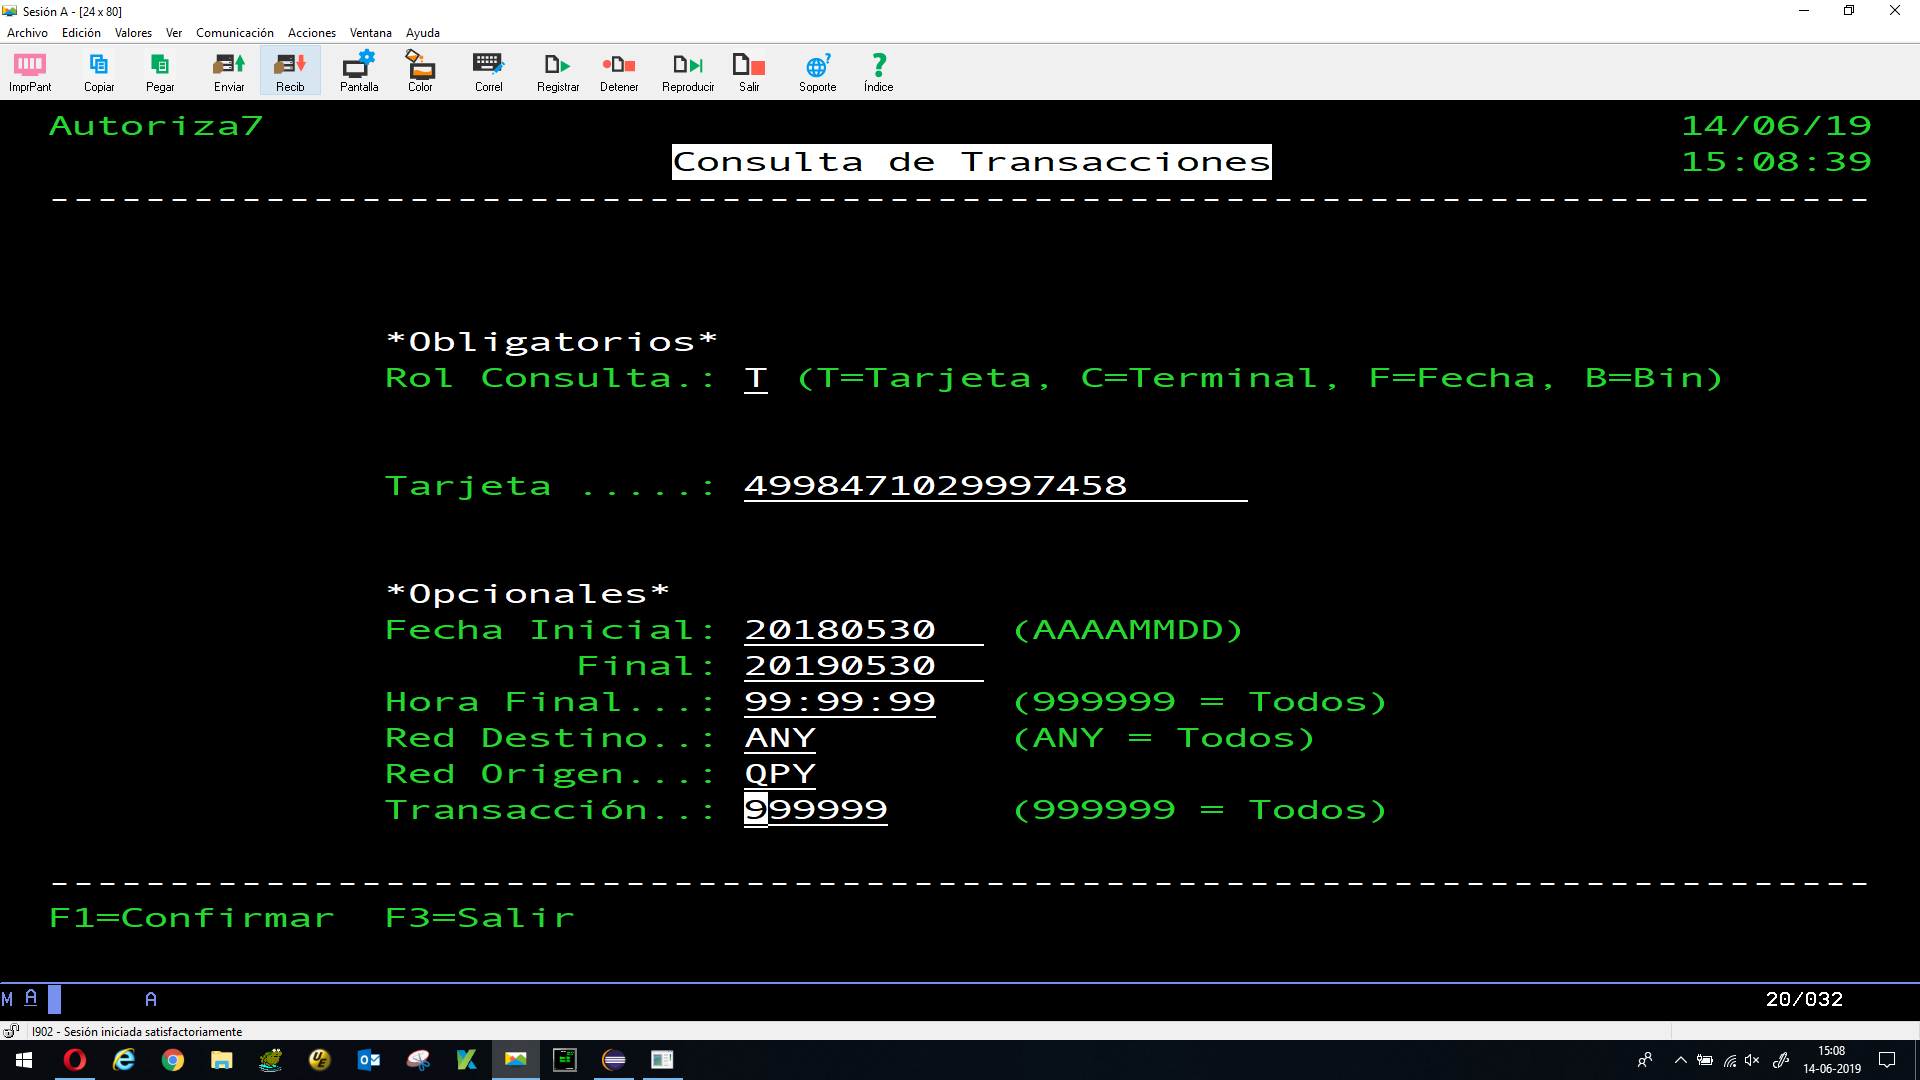 Sesión A - [24 x 80]
Archivo Edición Valores Ver Comunicación Acciones Ventana Ayuda
ImprPant Copiar Pegar Enviar Recib Pantalla Color Correl Registrar Detener Reproducir Salir Soporte Índice
Autoriza7 14/06/19
Consulta de Transacciones 15:08:39
*Obligatorios*
Rol Consulta.: T (T=Tarjeta, C=Terminal, F=Fecha, B=Bin)
Tarjeta .....: 4998471029997458
*Opcionales*
Fecha Inicial: 20180530 (AAAAMMDD)
Final: 20190530
Hora Final...: 99:99:99 (999999 = Todos)
Red Destino..: ANY (ANY = Todos)
Red Origen...: QPY
Transacción..: 999999 (999999 = Todos)
F1=Confirmar F3=Salir
M A A 20/032
I902 - Sesión iniciada satisfactoriamente
15:08
14-06-2019